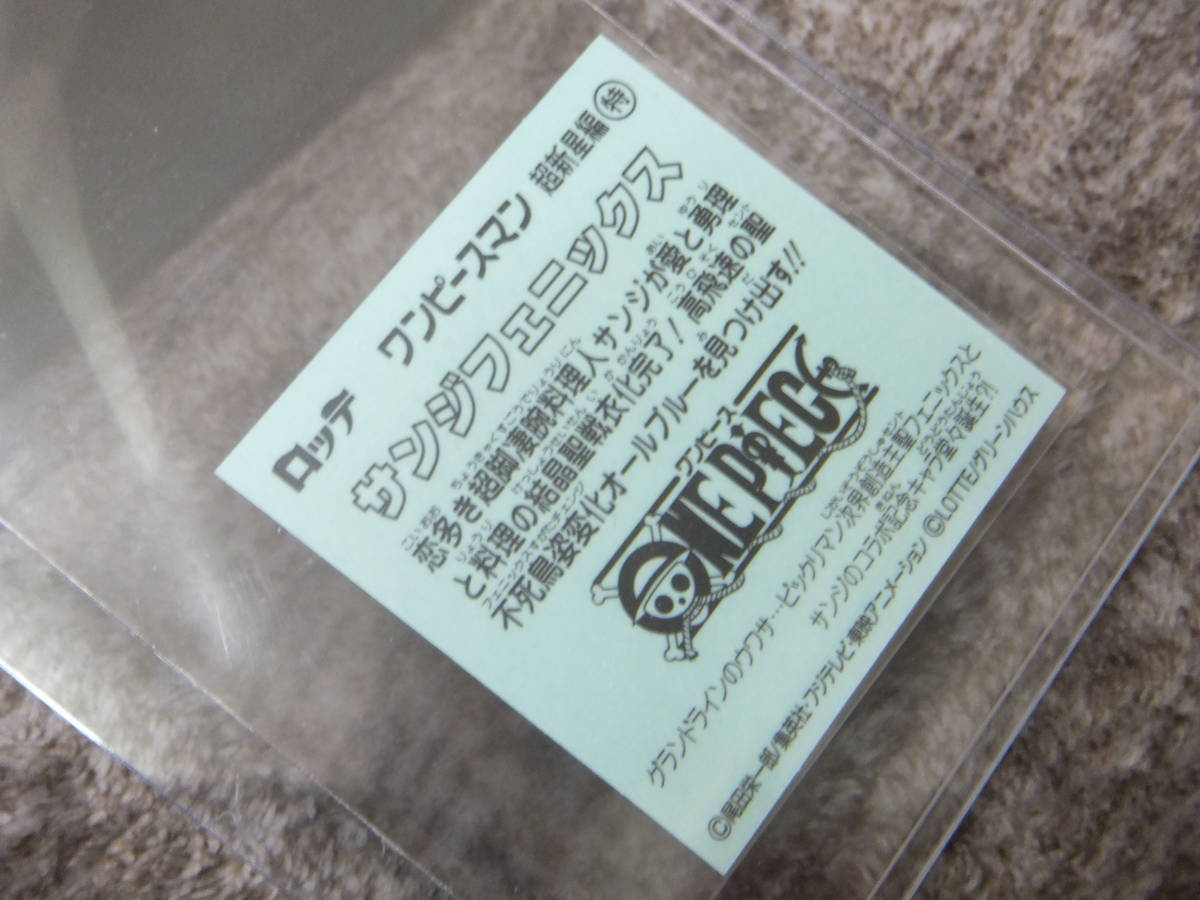 ロッテ ワンピースマン 超新星編 特
サンジフェニックス
恋多き超脚凄腕料理人サンジが愛と勇理
と料理の結晶聖戦衣化完了! 高飛速の聖
不死鳥姿変化オールブルーを見つけ出す!!
ワンピース
ONE PIECE
グランドラインのウワサ…ビックリマン次界創造主聖フェニックスと
サンジのコラボ記念キャラ堂々誕生?!
©尾田栄一郎/集英社・フジテレビ・東映アニメーション ©LOTTE/グリーンハウス